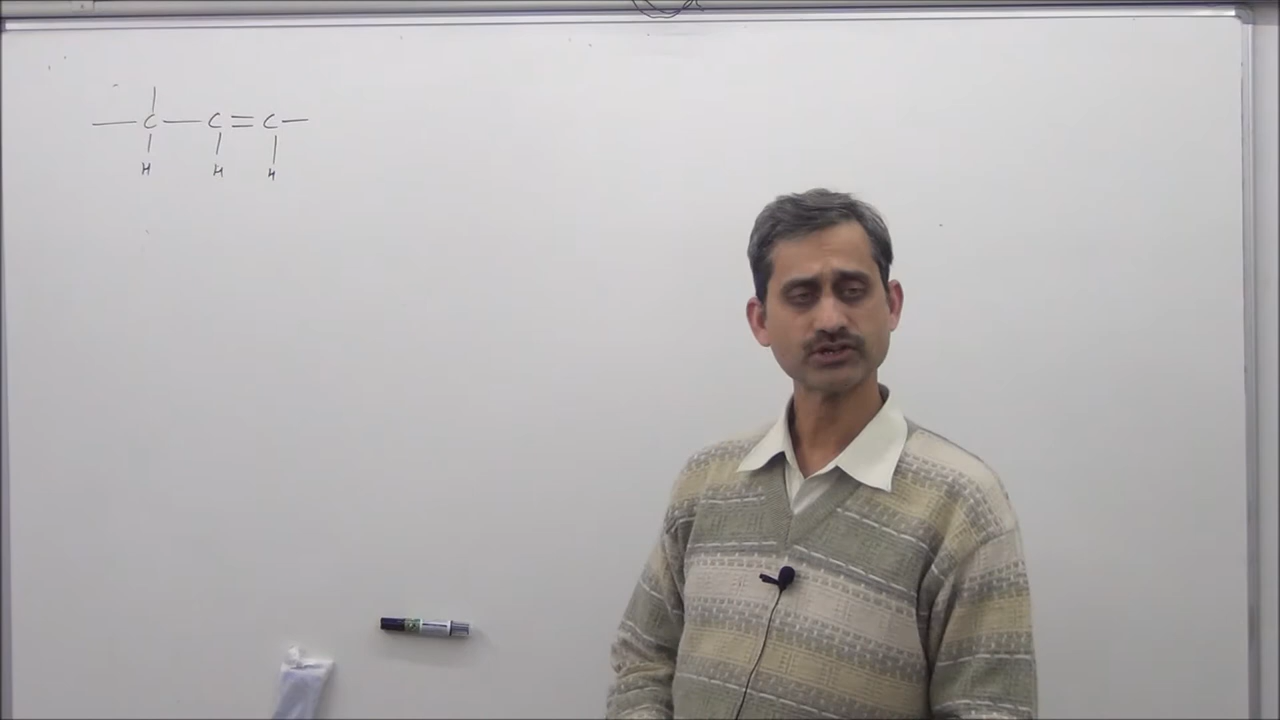 — C — C = C —
H H H